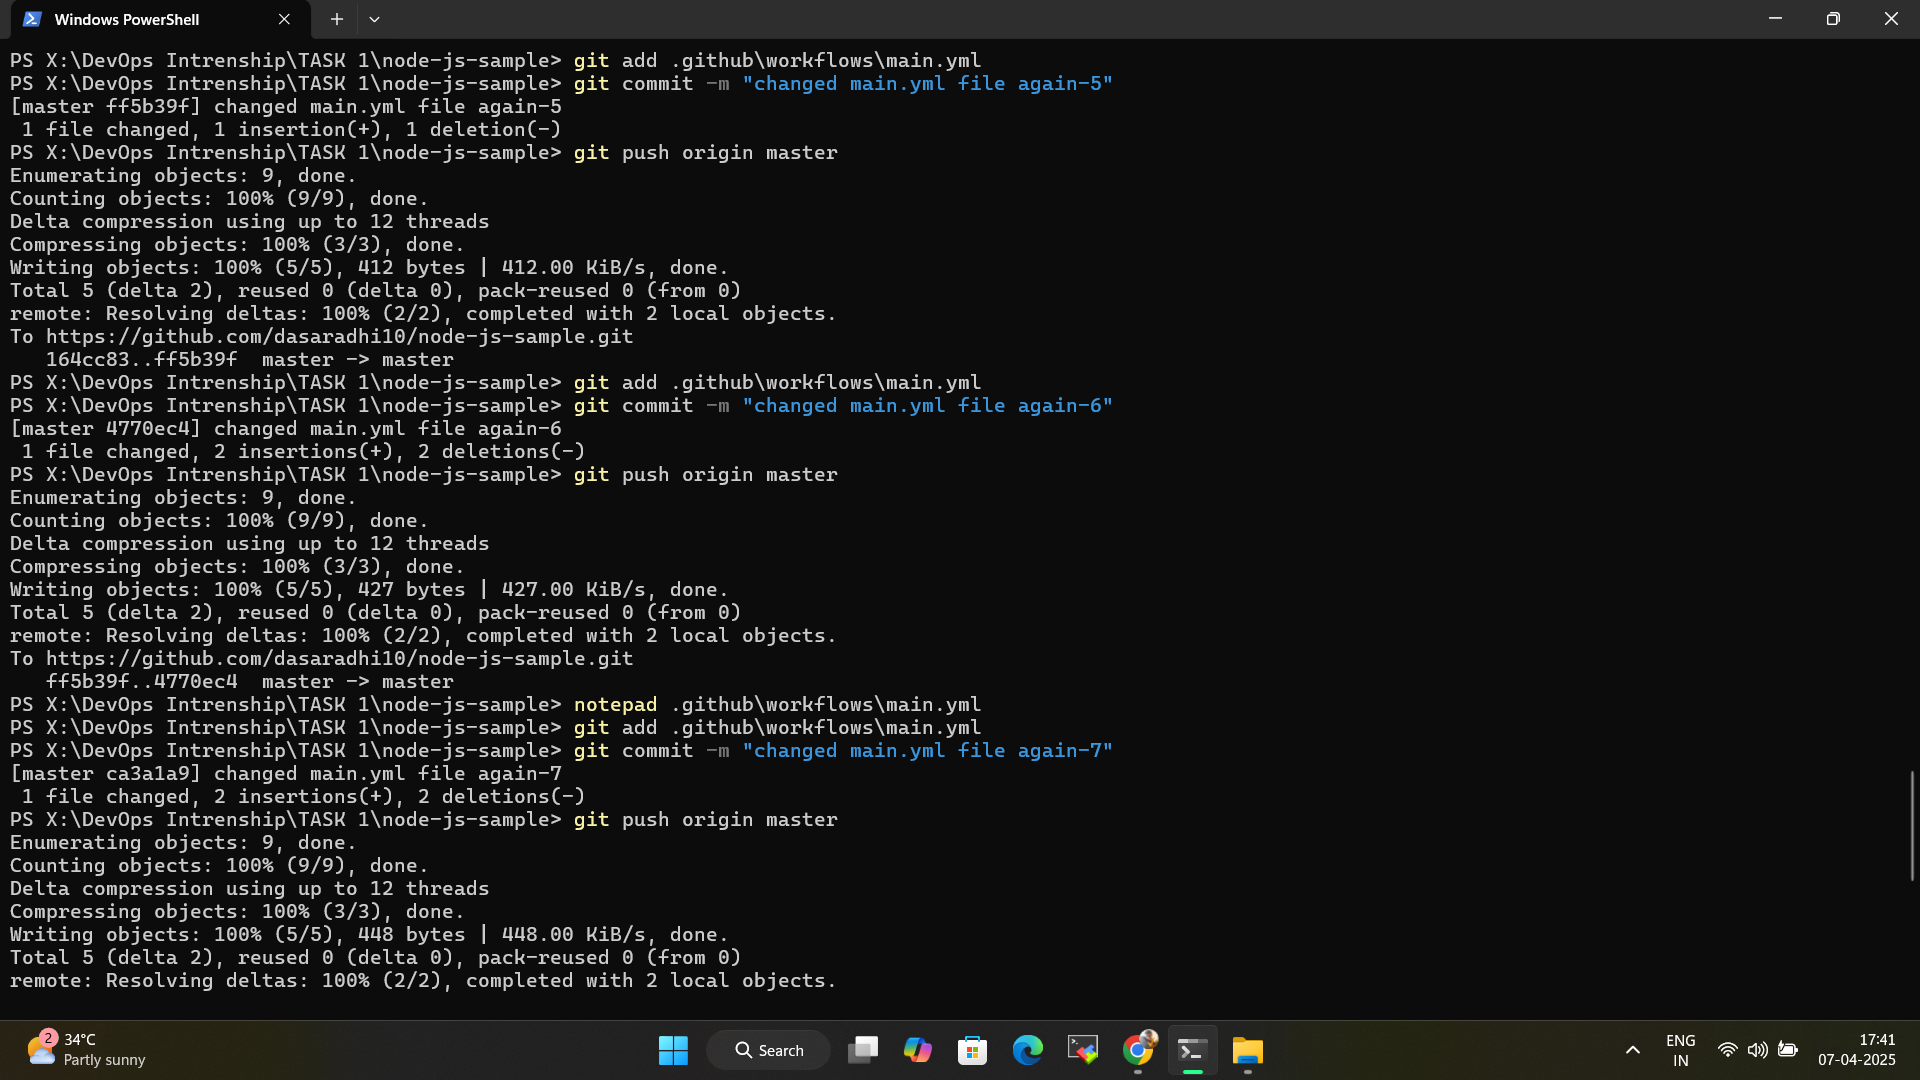 Windows PowerShell
PS X:\DevOps Intrenship\TASK 1\node-js-sample> git add .github\workflows\main.yml
PS X:\DevOps Intrenship\TASK 1\node-js-sample> git commit -m "changed main.yml file again-5"
[master ff5b39f] changed main.yml file again-5
 1 file changed, 1 insertion(+), 1 deletion(-)
PS X:\DevOps Intrenship\TASK 1\node-js-sample> git push origin master
Enumerating objects: 9, done.
Counting objects: 100% (9/9), done.
Delta compression using up to 12 threads
Compressing objects: 100% (3/3), done.
Writing objects: 100% (5/5), 412 bytes | 412.00 KiB/s, done.
Total 5 (delta 2), reused 0 (delta 0), pack-reused 0 (from 0)
remote: Resolving deltas: 100% (2/2), completed with 2 local objects.
To https://github.com/dasaradhi10/node-js-sample.git
   164cc83..ff5b39f  master -> master
PS X:\DevOps Intrenship\TASK 1\node-js-sample> git add .github\workflows\main.yml
PS X:\DevOps Intrenship\TASK 1\node-js-sample> git commit -m "changed main.yml file again-6"
[master 4770ec4] changed main.yml file again-6
 1 file changed, 2 insertions(+), 2 deletions(-)
PS X:\DevOps Intrenship\TASK 1\node-js-sample> git push origin master
Enumerating objects: 9, done.
Counting objects: 100% (9/9), done.
Delta compression using up to 12 threads
Compressing objects: 100% (3/3), done.
Writing objects: 100% (5/5), 427 bytes | 427.00 KiB/s, done.
Total 5 (delta 2), reused 0 (delta 0), pack-reused 0 (from 0)
remote: Resolving deltas: 100% (2/2), completed with 2 local objects.
To https://github.com/dasaradhi10/node-js-sample.git
   ff5b39f..4770ec4  master -> master
PS X:\DevOps Intrenship\TASK 1\node-js-sample> notepad .github\workflows\main.yml
PS X:\DevOps Intrenship\TASK 1\node-js-sample> git add .github\workflows\main.yml
PS X:\DevOps Intrenship\TASK 1\node-js-sample> git commit -m "changed main.yml file again-7"
[master ca3a1a9] changed main.yml file again-7
 1 file changed, 2 insertions(+), 2 deletions(-)
PS X:\DevOps Intrenship\TASK 1\node-js-sample> git push origin master
Enumerating objects: 9, done.
Counting objects: 100% (9/9), done.
Delta compression using up to 12 threads
Compressing objects: 100% (3/3), done.
Writing objects: 100% (5/5), 448 bytes | 448.00 KiB/s, done.
Total 5 (delta 2), reused 0 (delta 0), pack-reused 0 (from 0)
remote: Resolving deltas: 100% (2/2), completed with 2 local objects.
2
34°C
Partly sunny
Search
ENG
IN
17:41
07-04-2025